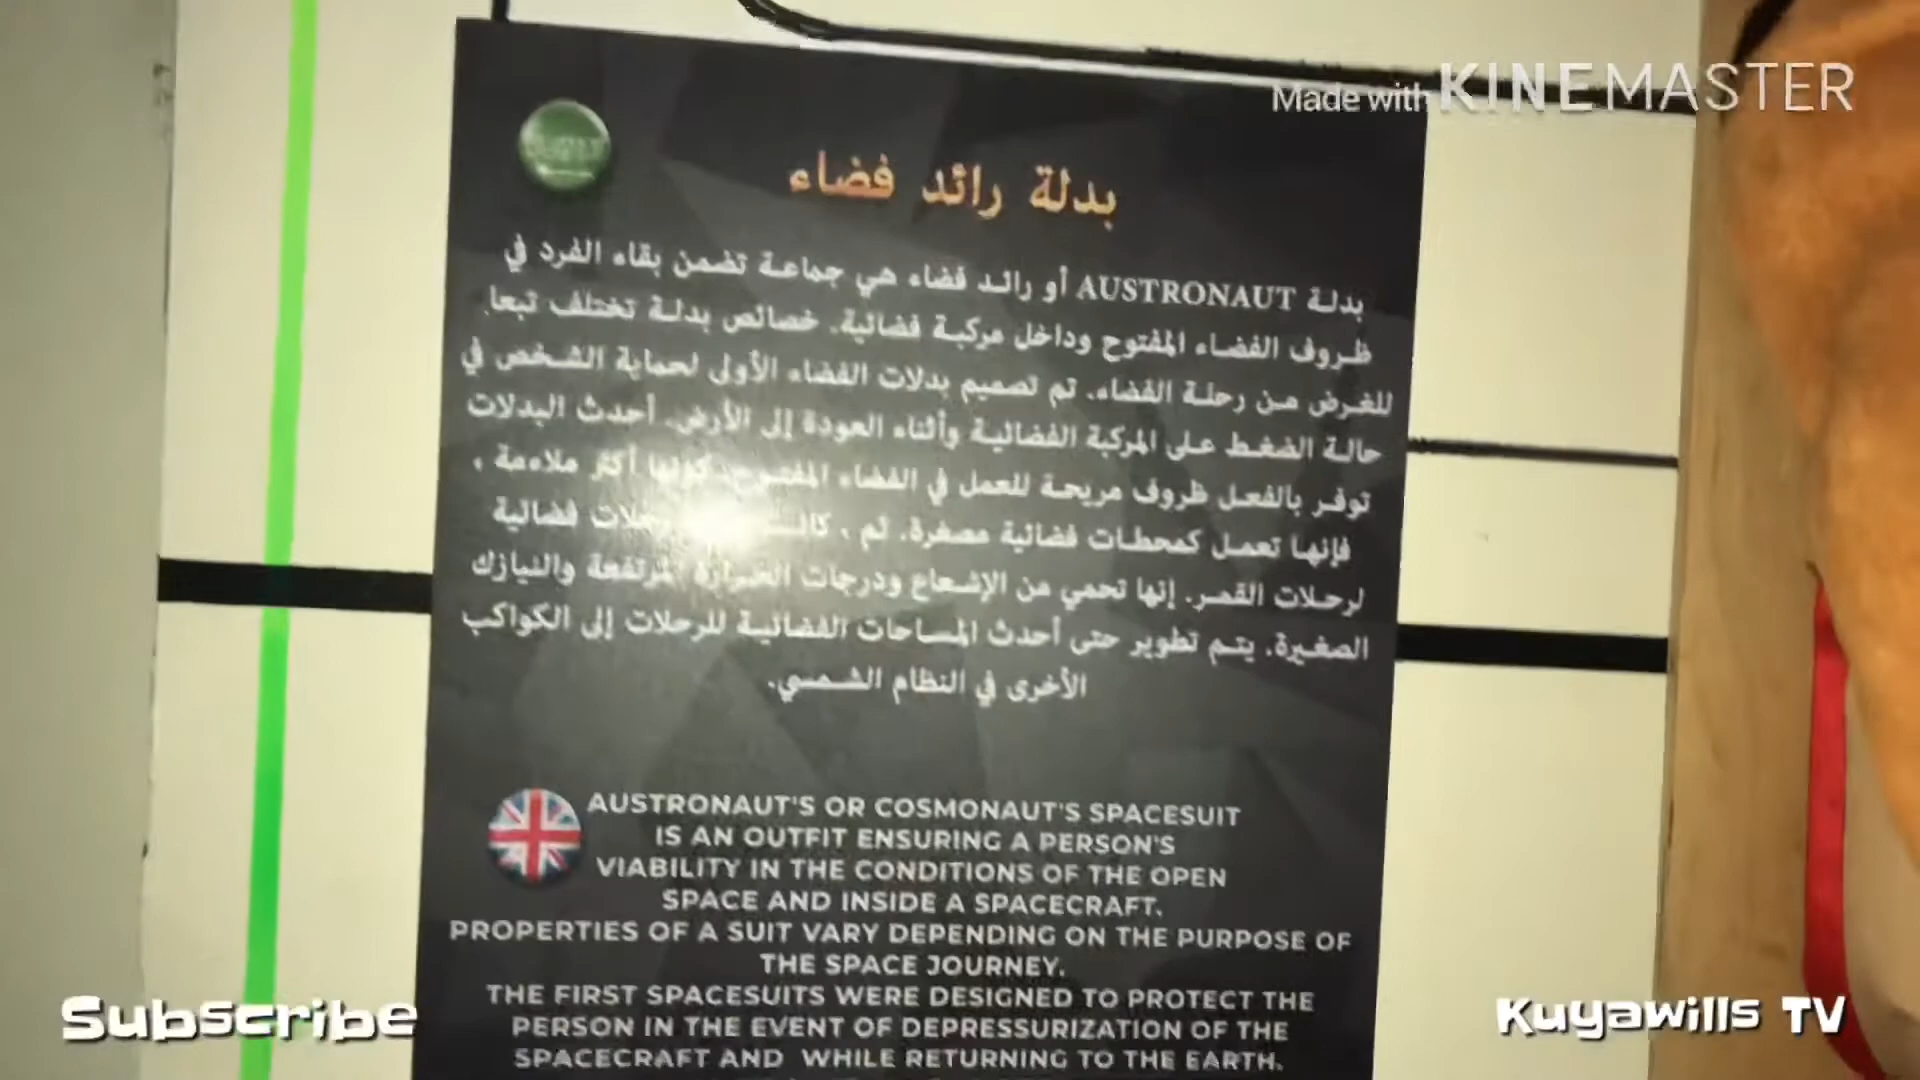 Made with KINEMASTER
بدلة رائد فضاء
بدلة AUSTRONAUT أو رائد فضاء هي جماعة تضمن بقاء الفرد في
ظروف الفضاء المفتوح وداخل مركبة فضائية. خصائص بدلة تختلف تبعا
للغرض من رحلة الفضاء. تم تصميم بدلات الفضاء الأولى لحماية الشخص في
حالة الضغط على المركبة الفضائية وأثناء العودة إلى الأرض. أحدث البدلات
توفر بالفعل ظروف مريحة للعمل في الفضاء المفتوح. كونها أكثر ملاءمة ،
فإنها تعمل كمحطات فضائية مصغرة. ثم ، فضائية
لرحلات القمر. إنها تحمي من الإشعاع ودرجات الحرارة المرتفعة والنيازك
الصغيرة. يتم تطوير حتى أحدث المساحات الفضائية للرحلات إلى الكواكب
الأخرى في النظام الشمسي.
AUSTRONAUT'S OR COSMONAUT'S SPACESUIT
IS AN OUTFIT ENSURING A PERSON'S
VIABILITY IN THE CONDITIONS OF THE OPEN
SPACE AND INSIDE A SPACECRAFT.
PROPERTIES OF A SUIT VARY DEPENDING ON THE PURPOSE OF
THE SPACE JOURNEY.
THE FIRST SPACESUITS WERE DESIGNED TO PROTECT THE
PERSON IN THE EVENT OF DEPRESSURIZATION OF THE
SPACECRAFT AND WHILE RETURNING TO THE EARTH.
Subscribe
Kuyawills TV